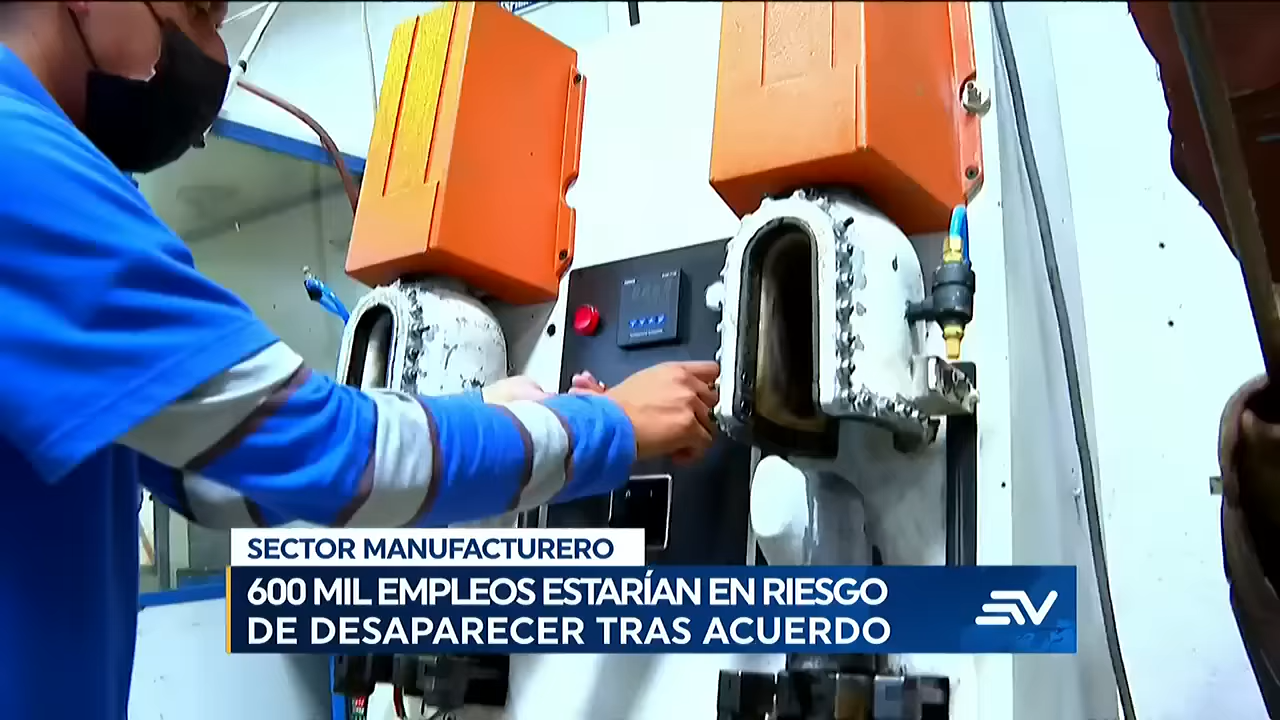 SECTOR MANUFACTURERO
600 MIL EMPLEOS ESTARÍAN EN RIESGO
DE DESAPARECER TRAS ACUERDO